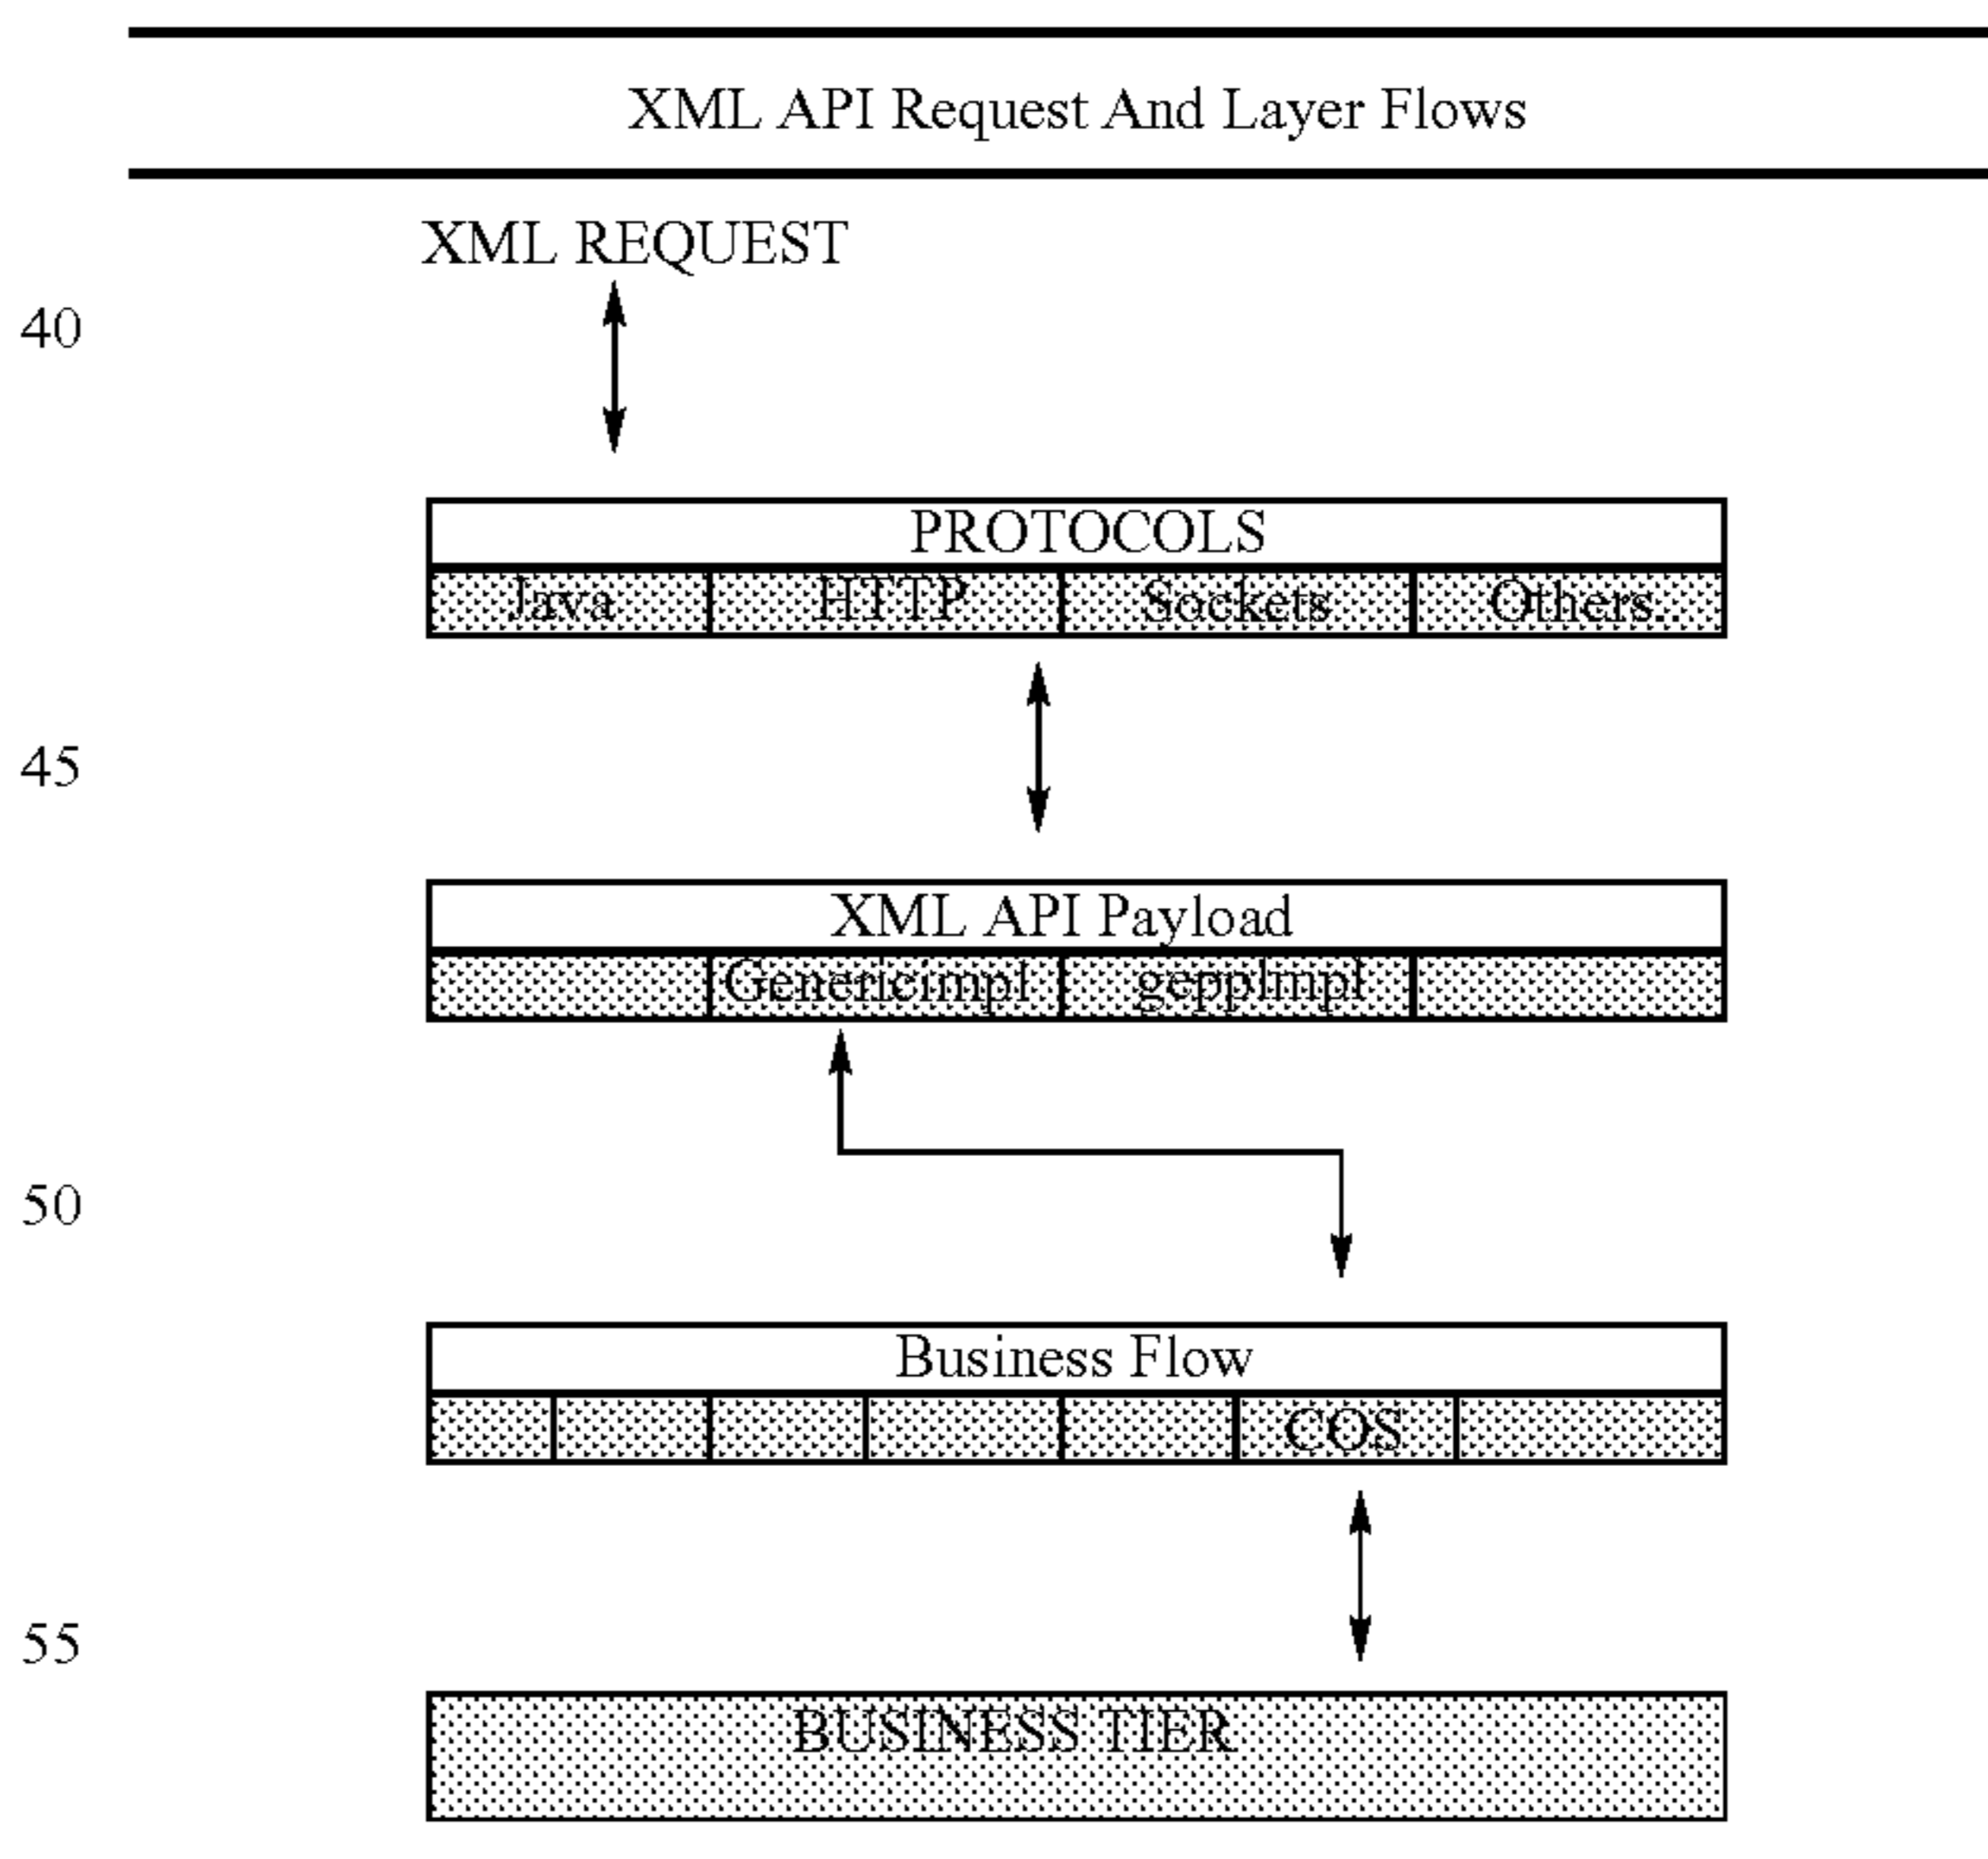 XML API Request And Layer Flows
XML REQUEST
40
PROTOCOLS
Java HTTP Sockets Others..
45
XML API Payload
Genericimpl geppImpl
50
Business Flow
COS
55
BUSINESS TIER